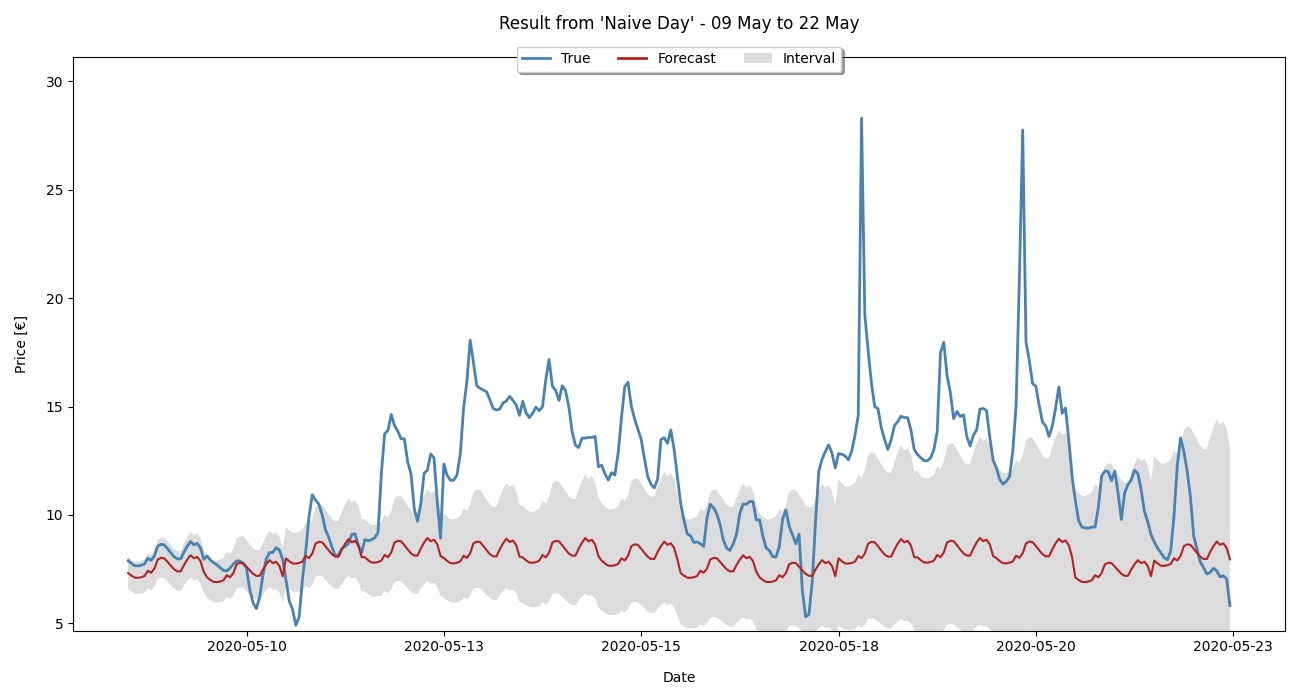 Result from 'Naive Day' - 09 May to 22 May
True Forecast Interval
Price [€]
30
25
20
15
10
5
2020-05-10 2020-05-13 2020-05-15 2020-05-18 2020-05-20 2020-05-23
Date